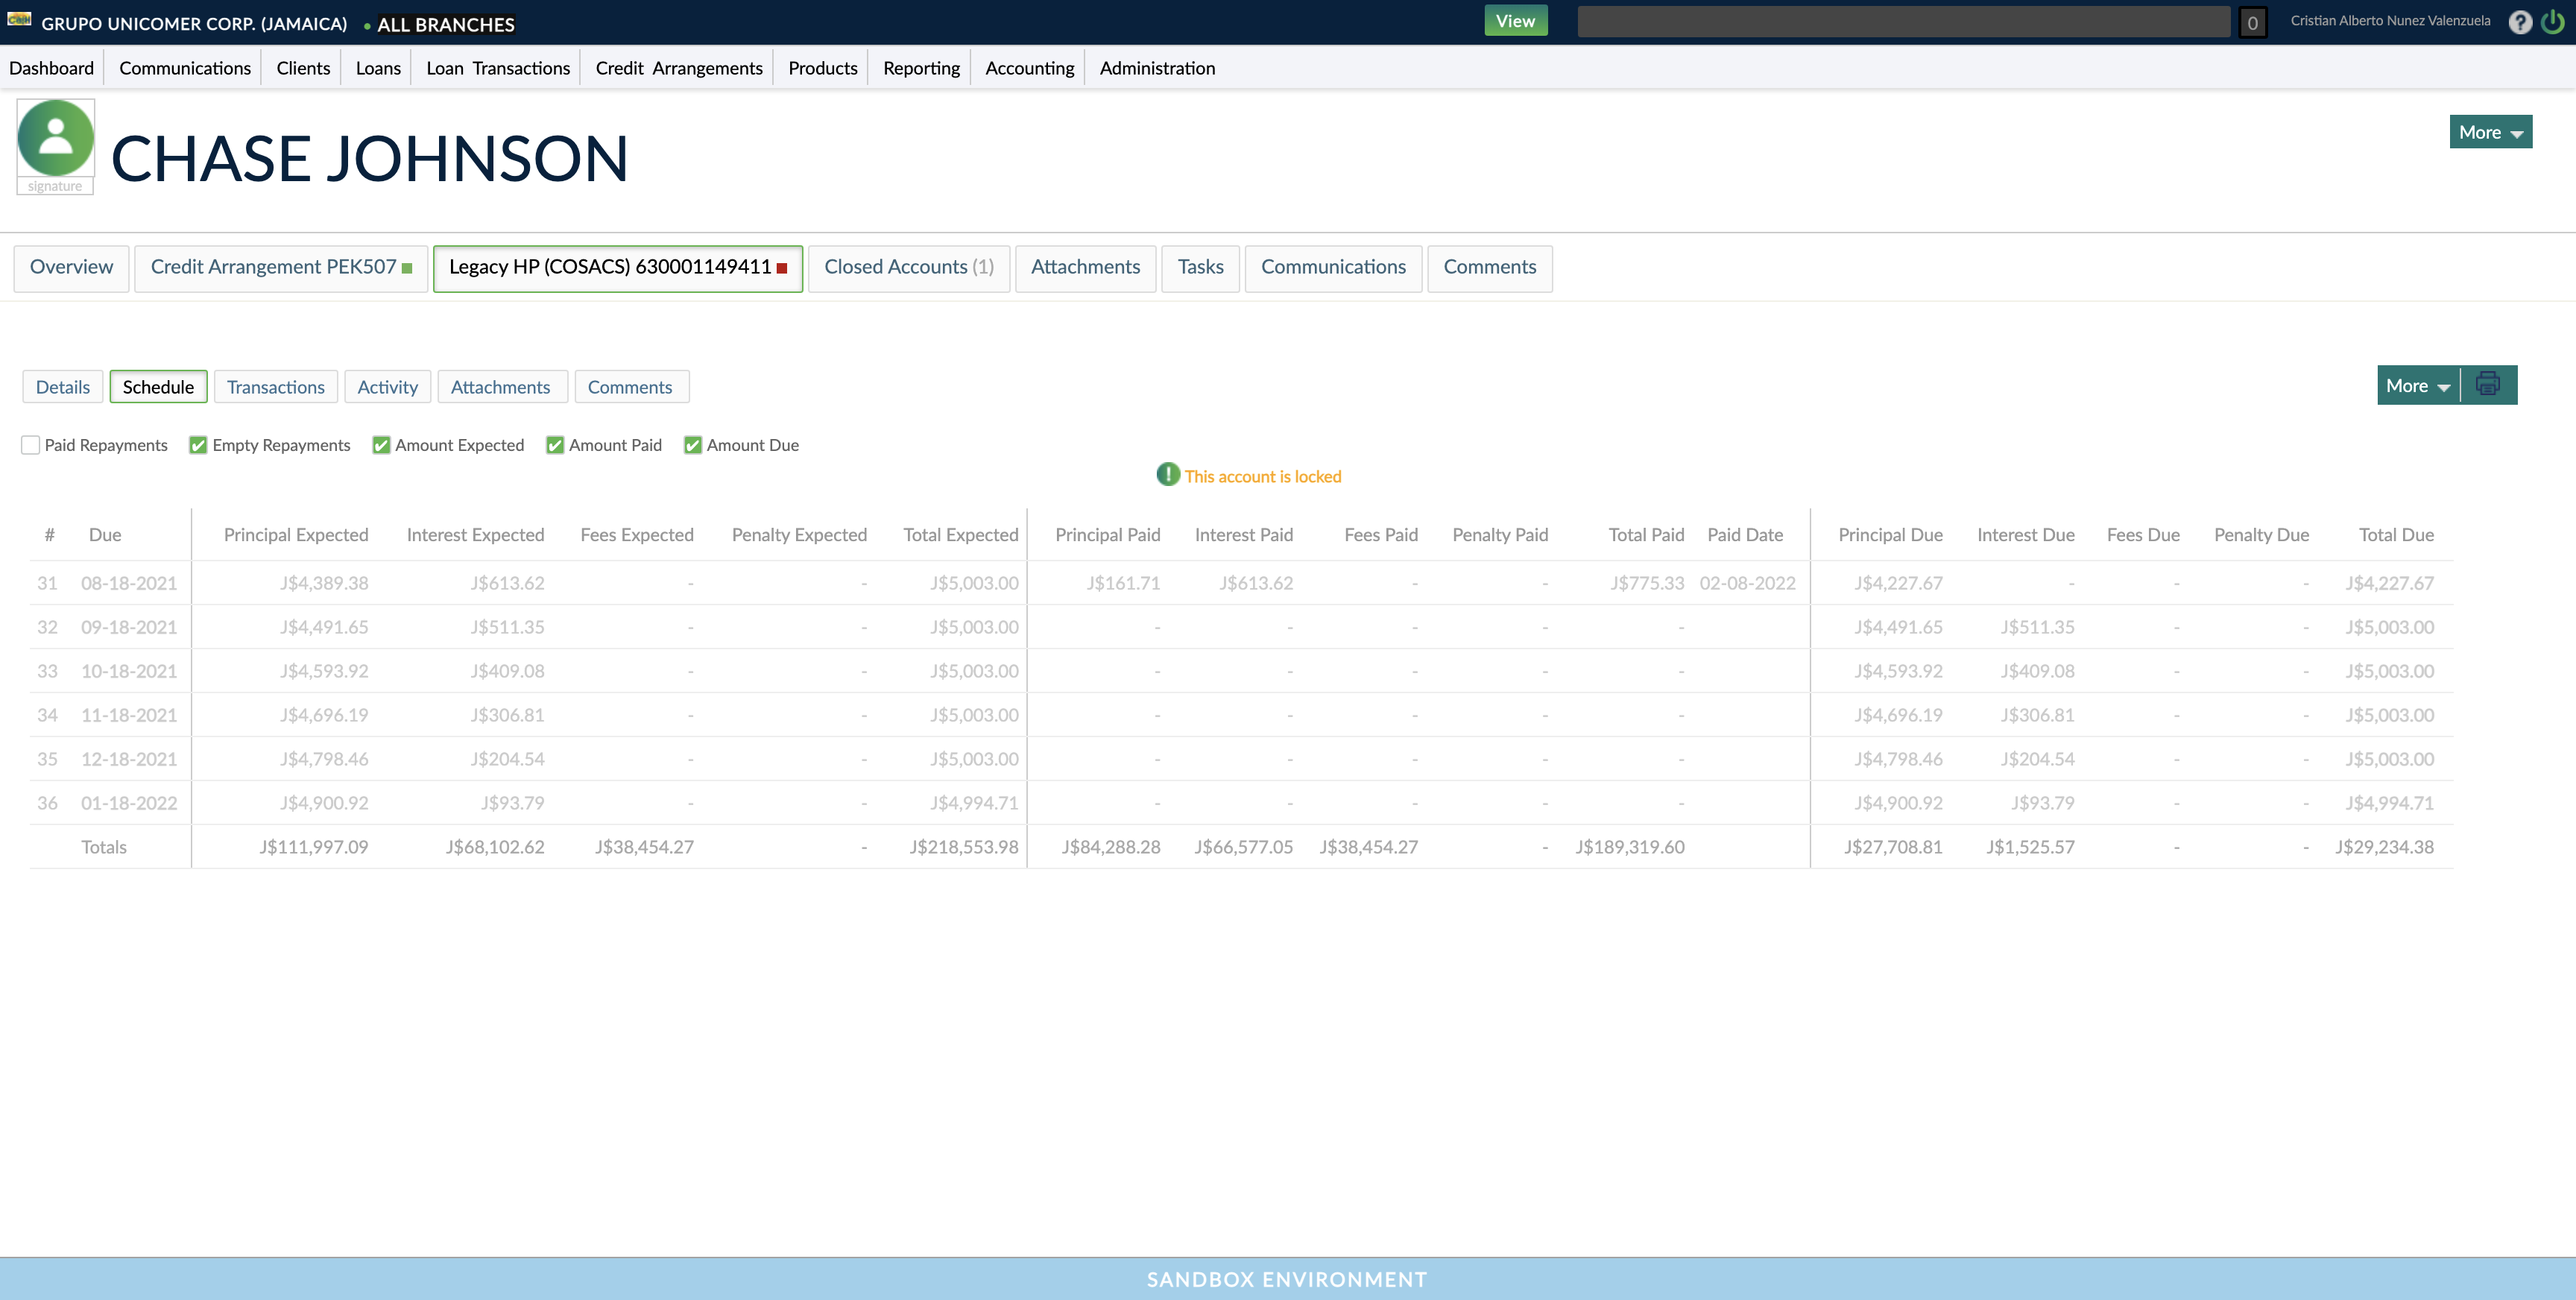 GRUPO UNICOMER CORP. (JAMAICA) • ALL BRANCHES View 0 Cristian Alberto Nunez Valenzuela ?
Dashboard Communications Clients Loans Loan Transactions Credit Arrangements Products Reporting Accounting Administration
CHASE JOHNSON More
signature
Overview Credit Arrangement PEK507 Legacy HP (COSACS) 630001149411 Closed Accounts (1) Attachments Tasks Communications Comments
Details Schedule Transactions Activity Attachments Comments More
Paid Repayments Empty Repayments Amount Expected Amount Paid Amount Due
! This account is locked
# Due Principal Expected Interest Expected Fees Expected Penalty Expected Total Expected Principal Paid Interest Paid Fees Paid Penalty Paid Total Paid Paid Date Principal Due Interest Due Fees Due Penalty Due Total Due
31 08-18-2021 J$4,389.38 J$613.62 - - J$5,003.00 J$161.71 J$613.62 - - J$775.33 02-08-2022 J$4,227.67 - - - J$4,227.67
32 09-18-2021 J$4,491.65 J$511.35 - - J$5,003.00 - - - - - J$4,491.65 J$511.35 - - J$5,003.00
33 10-18-2021 J$4,593.92 J$409.08 - - J$5,003.00 - - - - - J$4,593.92 J$409.08 - - J$5,003.00
34 11-18-2021 J$4,696.19 J$306.81 - - J$5,003.00 - - - - - J$4,696.19 J$306.81 - - J$5,003.00
35 12-18-2021 J$4,798.46 J$204.54 - - J$5,003.00 - - - - - J$4,798.46 J$204.54 - - J$5,003.00
36 01-18-2022 J$4,900.92 J$93.79 - - J$4,994.71 - - - - - J$4,900.92 J$93.79 - - J$4,994.71
Totals J$111,997.09 J$68,102.62 J$38,454.27 - J$218,553.98 J$84,288.28 J$66,577.05 J$38,454.27 - J$189,319.60 J$27,708.81 J$1,525.57 - - J$29,234.38
SANDBOX ENVIRONMENT